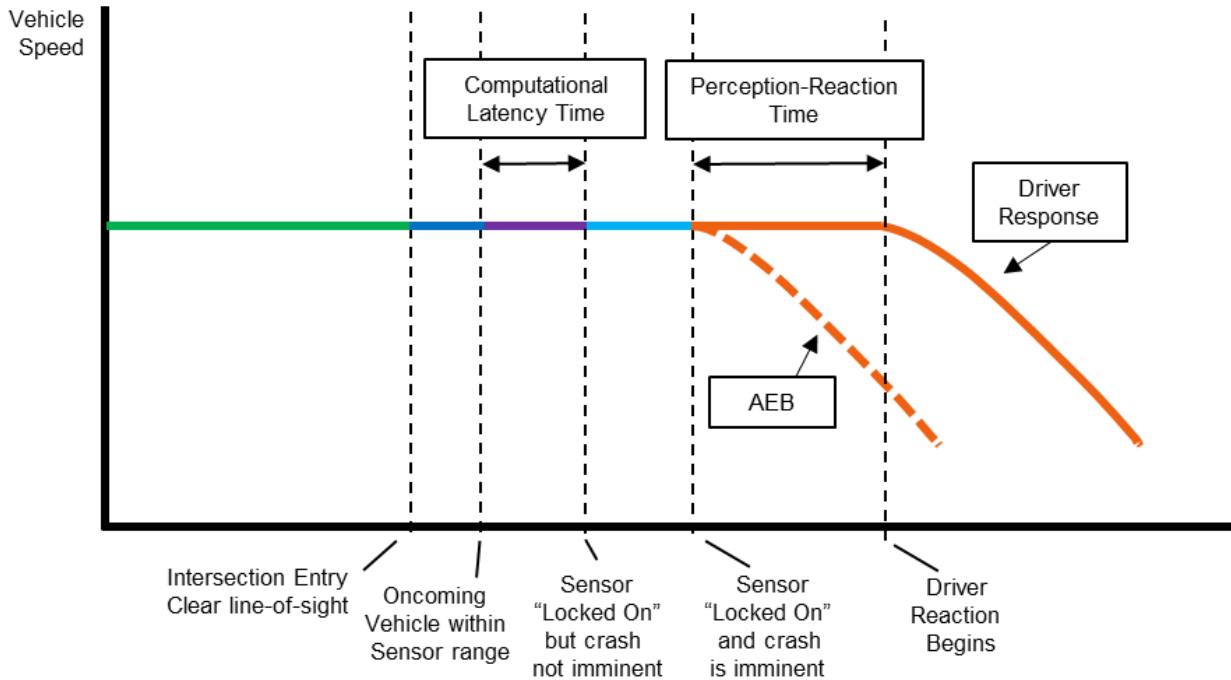 Vehicle
Speed
Computational
Latency Time
Perception-Reaction
Time
Driver
Response
AEB
Intersection Entry
Clear line-of-sight
Oncoming
Vehicle within
Sensor range
Sensor
“Locked On”
but crash
not imminent
Sensor
“Locked On”
and crash
is imminent
Driver
Reaction
Begins